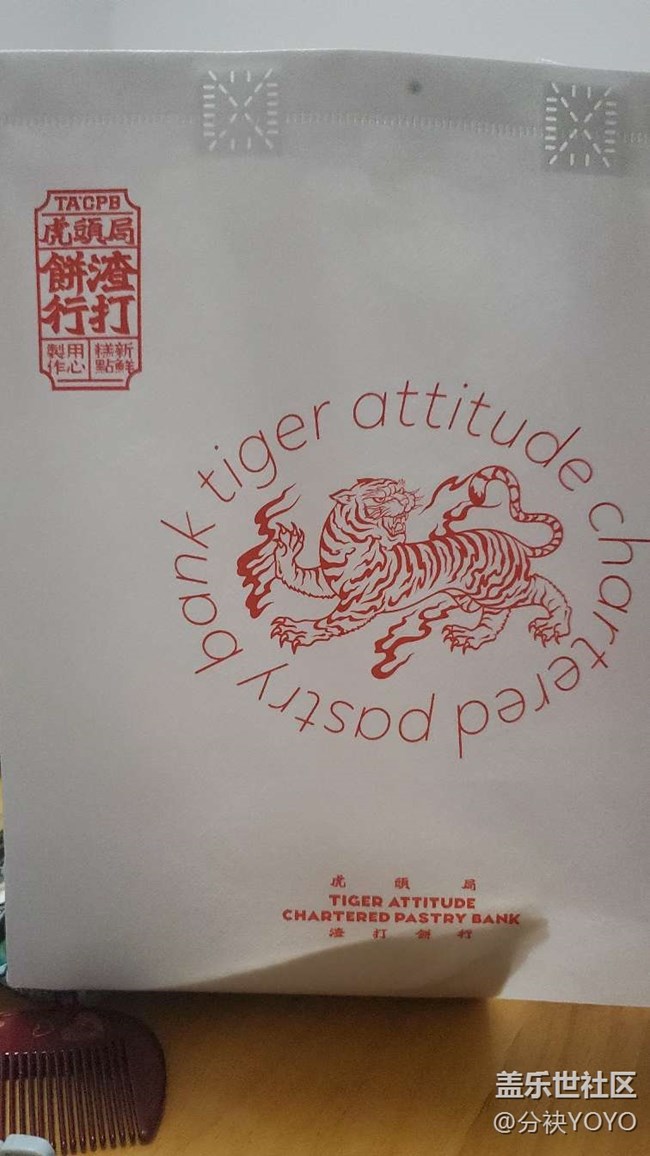 TA'CPB
虎頭局
渣打
餅行
新鮮
糕點
用心
製作
tiger attitude chartered pastry bank
虎頭局
TIGER ATTITUDE
CHARTERED PASTRY BANK
渣打餅行
盖乐世社区
@分袂YOYO